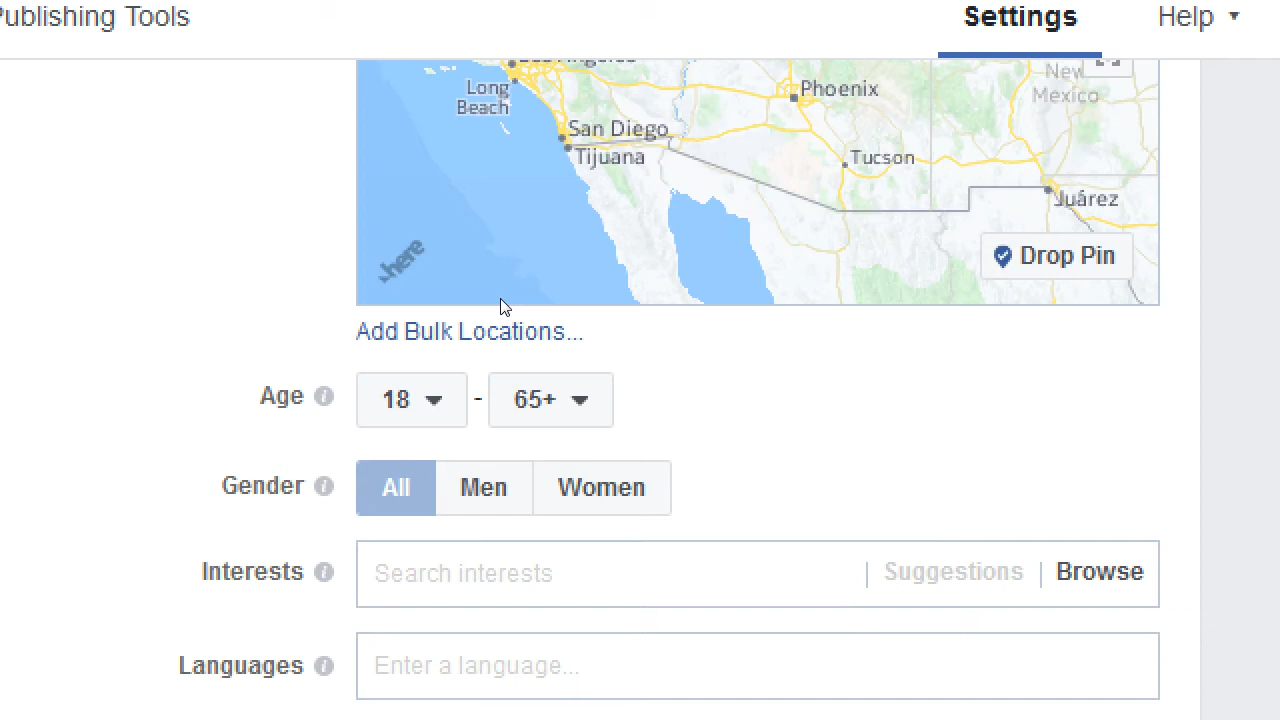 Publishing Tools
Settings
Help
Long
Beach
San Diego
Tijuana
Phoenix
Tucson
New
Mexico
Juárez
here
Drop Pin
Add Bulk Locations...
Age
18
-
65+
Gender
All
Men
Women
Interests
Search interests
Suggestions
Browse
Languages
Enter a language...